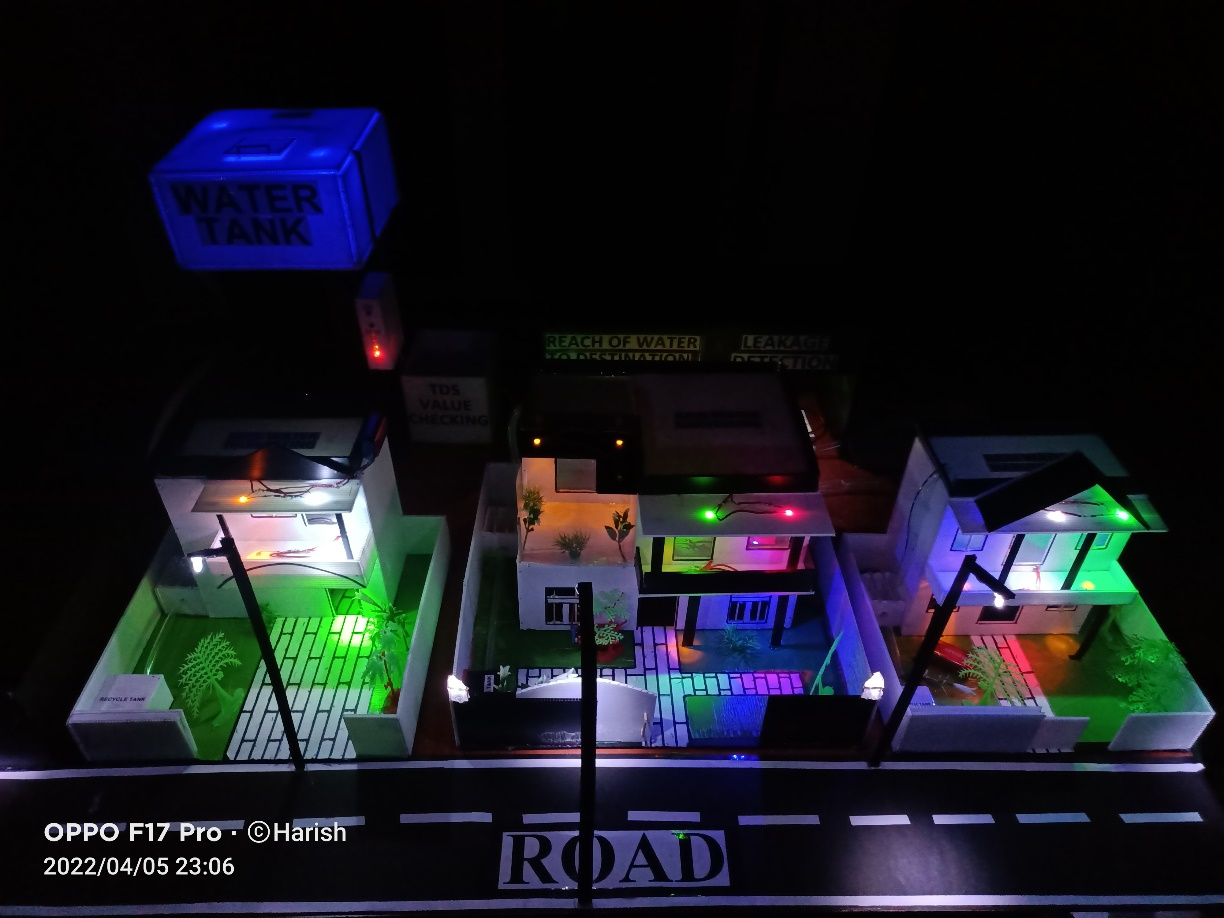 WATER
TANK
REACH OF WATER
TO DESTINATION
LEAKAGE
DETECTION
TDS
VALUE
CHECKING
RECYCLE TANK
ROAD
OPPO F17 Pro · ©Harish
2022/04/05 23:06